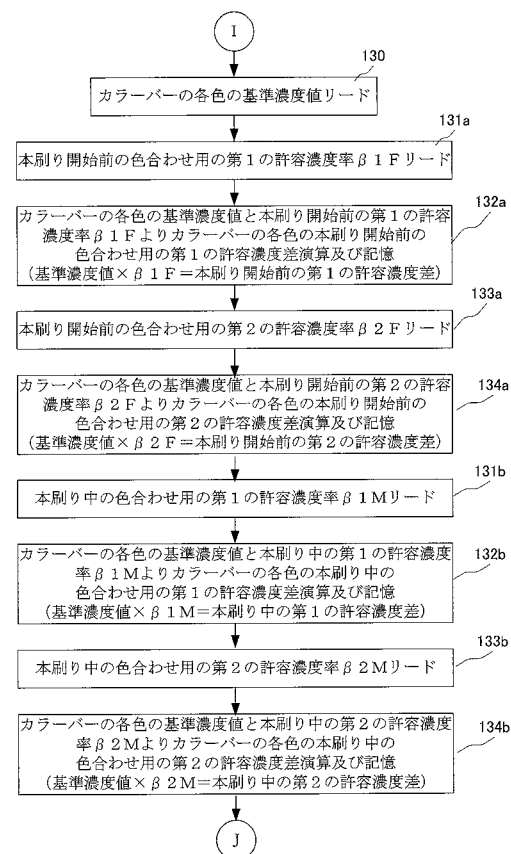 I
130
カラーバーの各色の基準濃度値リード
131a
本刷り開始前の色合わせ用の第1の許容濃度率β1Fリード
132a
カラーバーの各色の基準濃度値と本刷り開始前の第1の許容
濃度率β1Fよりカラーバーの各色の本刷り開始前の
色合わせ用の第1の許容濃度差演算及び記憶
(基準濃度値×β1F=本刷り開始前の第1の許容濃度差)
133a
本刷り開始前の色合わせ用の第2の許容濃度率β2Fリード
134a
カラーバーの各色の基準濃度値と本刷り開始前の第2の許容
濃度率β2Fよりカラーバーの各色の本刷り開始前の
色合わせ用の第2の許容濃度差演算及び記憶
(基準濃度値×β2F=本刷り開始前の第2の許容濃度差)
131b
本刷り中の色合わせ用の第1の許容濃度率β1Mリード
132b
カラーバーの各色の基準濃度値と本刷り中の第1の許容濃度
率β1Mよりカラーバーの各色の本刷り中の
色合わせ用の第1の許容濃度差演算及び記憶
(基準濃度値×β1M=本刷り中の第1の許容濃度差)
133b
本刷り中の色合わせ用の第2の許容濃度率β2Mリード
134b
カラーバーの各色の基準濃度値と本刷り中の第2の許容濃度
率β2Mよりカラーバーの各色の本刷り中の
色合わせ用の第2の許容濃度差演算及び記憶
(基準濃度値×β2M=本刷り中の第2の許容濃度差)
J